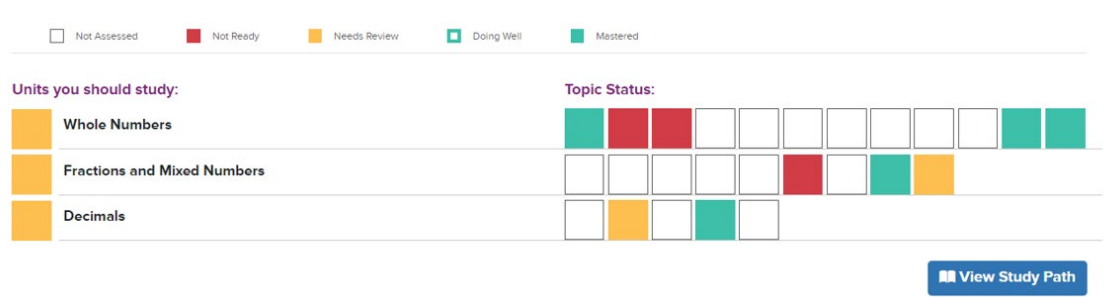 Not Assessed Not Ready Needs Review Doing Well Mastered
Units you should study: Topic Status:
Whole Numbers
Fractions and Mixed Numbers
Decimals
View Study Path